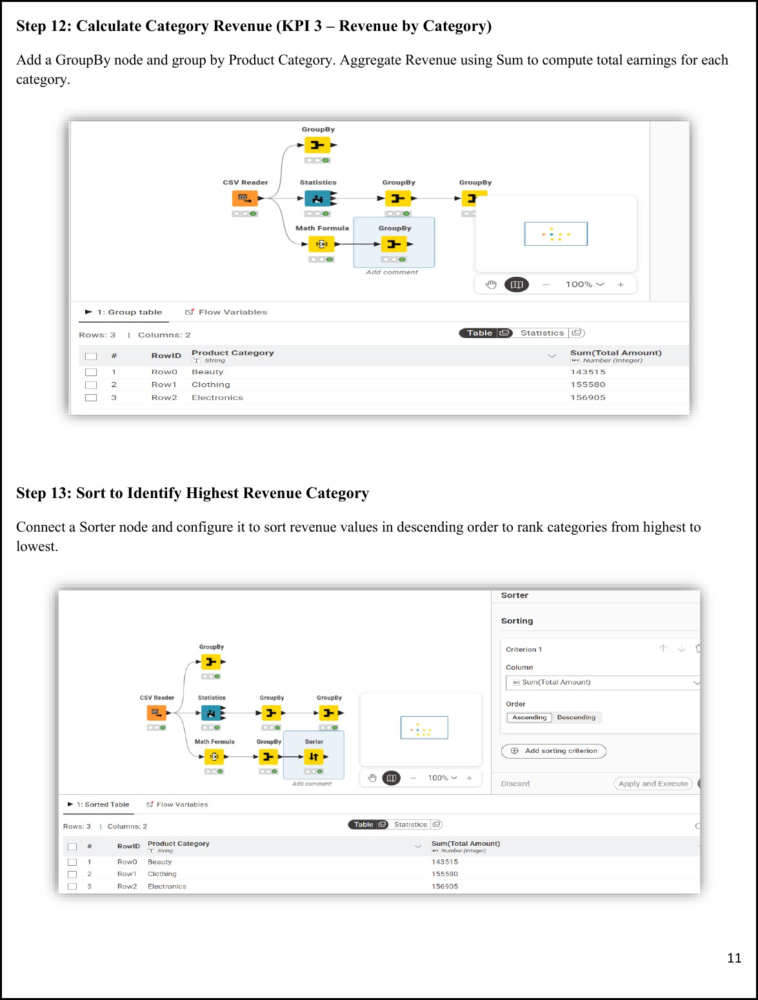 Step 12: Calculate Category Revenue (KPI 3 – Revenue by Category)
Add a GroupBy node and group by Product Category. Aggregate Revenue using Sum to compute total earnings for each
category.
GroupBy
CSV Reader Statistics GroupBy GroupBy
Math Formula GroupBy
f(x)
Add comment
100%
1: Group table Flow Variables
Rows: 3 | Columns: 2 Table Statistics
# RowID Product Category Sum(Total Amount)
T String Number (Integer)
1 Row0 Beauty 143515
2 Row1 Clothing 155580
3 Row2 Electronics 156905
Step 13: Sort to Identify Highest Revenue Category
Connect a Sorter node and configure it to sort revenue values in descending order to rank categories from highest to
lowest.
Sorter
Sorting
GroupBy
Criterion 1
Column
Sum(Total Amount)
CSV Reader Statistics GroupBy GroupBy
Order
Ascending Descending
Math Formula GroupBy Sorter
f(x)
Add sorting criterion
Add comment
100%
Discard Apply and Execute
1: Sorted Table Flow Variables
Rows: 3 | Columns: 2 Table Statistics
# RowID Product Category Sum(Total Amount)
T String Number (Integer)
1 Row0 Beauty 143515
2 Row1 Clothing 155580
3 Row2 Electronics 156905
11